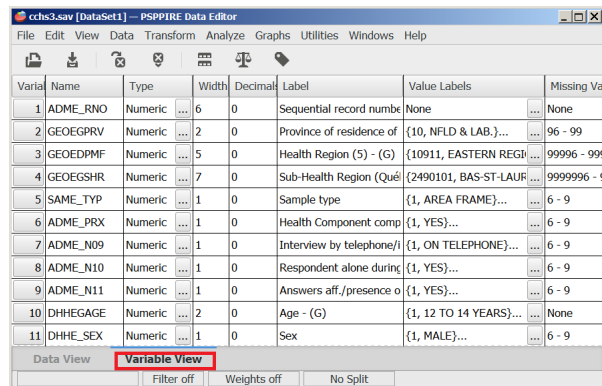 cchs3.sav [DataSet1] — PSPPIRE Data Editor
File Edit View Data Transform Analyze Graphs Utilities Windows Help
Varial Name Type Width Decimals Label Value Labels Missing Va
1 ADME_RNO Numeric ... 6 0 Sequential record numbe None ... None
2 GEOEGPRV Numeric ... 2 0 Province of residence of {10, NFLD & LAB.}... ... 96 - 99
3 GEOEDPMF Numeric ... 5 0 Health Region (5) - (G) {10911, EASTERN REGI ... 99996 - 999
4 GEOEGSHR Numeric ... 7 0 Sub-Health Region (Qué {2490101, BAS-ST-LAUR ... 9999996 - 9
5 SAME_TYP Numeric ... 1 0 Sample type {1, AREA FRAME}... ... 6 - 9
6 ADME_PRX Numeric ... 1 0 Health Component comp {1, YES}... ... 6 - 9
7 ADME_N09 Numeric ... 1 0 Interview by telephone/i {1, ON TELEPHONE}... ... 6 - 9
8 ADME_N10 Numeric ... 1 0 Respondent alone during {1, YES}... ... 6 - 9
9 ADME_N11 Numeric ... 1 0 Answers aff./presence o {1, YES}... ... 6 - 9
10 DHHEGAGE Numeric ... 2 0 Age - (G) {1, 12 TO 14 YEARS}... ... None
11 DHHE_SEX Numeric ... 1 0 Sex {1, MALE}... ... 6 - 9
Data View Variable View
Filter off Weights off No Split